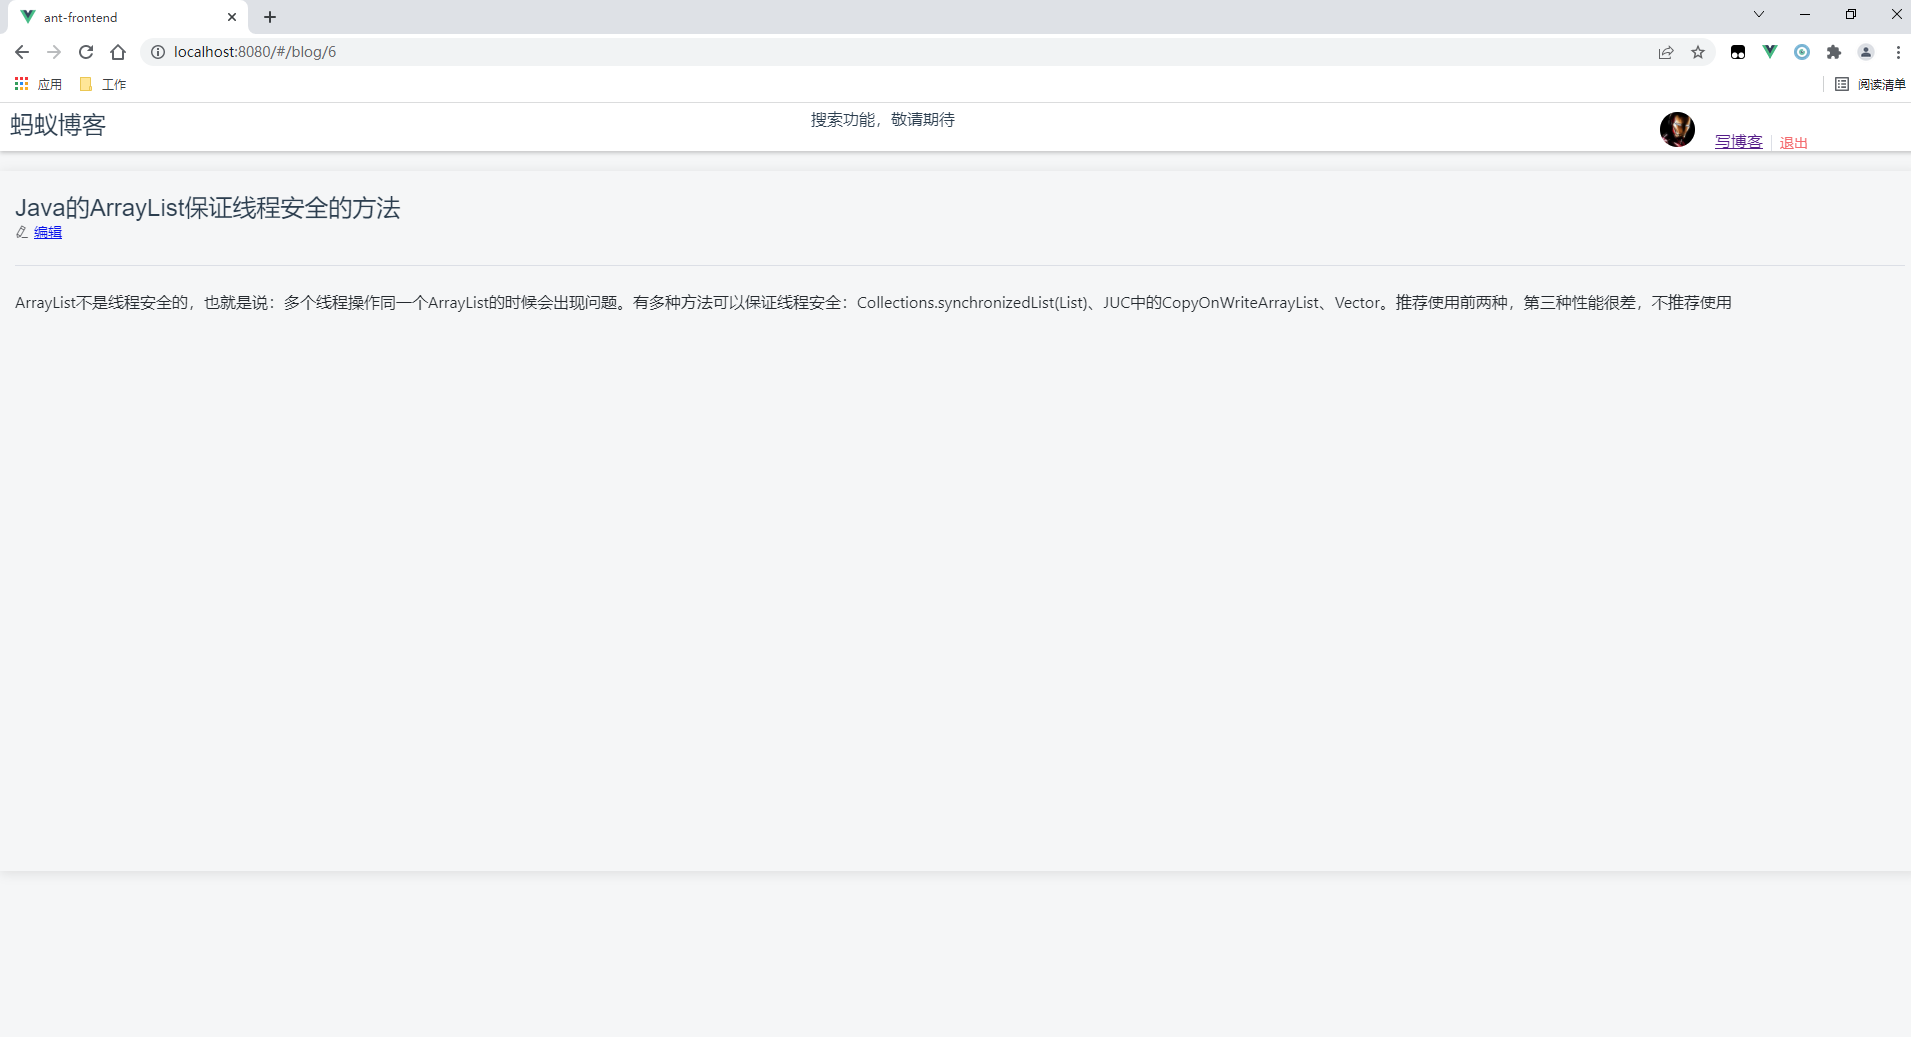 ant-frontend
localhost:8080/#/blog/6
应用 工作 阅读清单
蚂蚁博客 搜索功能，敬请期待 写博客 退出
Java的ArrayList保证线程安全的方法
编辑
ArrayList不是线程安全的，也就是说：多个线程操作同一个ArrayList的时候会出现问题。有多种方法可以保证线程安全：Collections.synchronizedList(List)、JUC中的CopyOnWriteArrayList、Vector。推荐使用前两种，第三种性能很差，不推荐使用